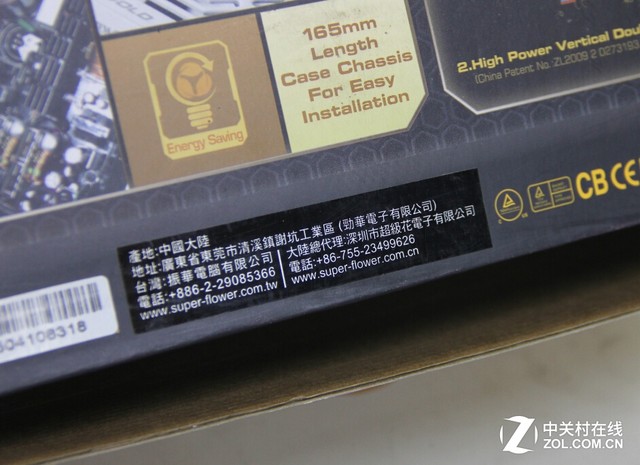 GOLD
165mm
Length
Case Chassis
For Easy
Installation
Energy Saving
2.High Power Vertical Dou
(China Patent No. ZL2009 2 0273193
CB CE
產地:中國大陸
地址:廣東省東莞市清溪鎮謝坑工業區 (勁華電子有限公司)
台灣:振華電腦有限公司
電話:+886-2-29085366
www.super-flower.com.tw
大陸總代理:深圳市超級花電子有限公司
電話:+86-755-23499626
www.super-flower.com.cn
04108318
中关村在线
ZOL.COM.CN